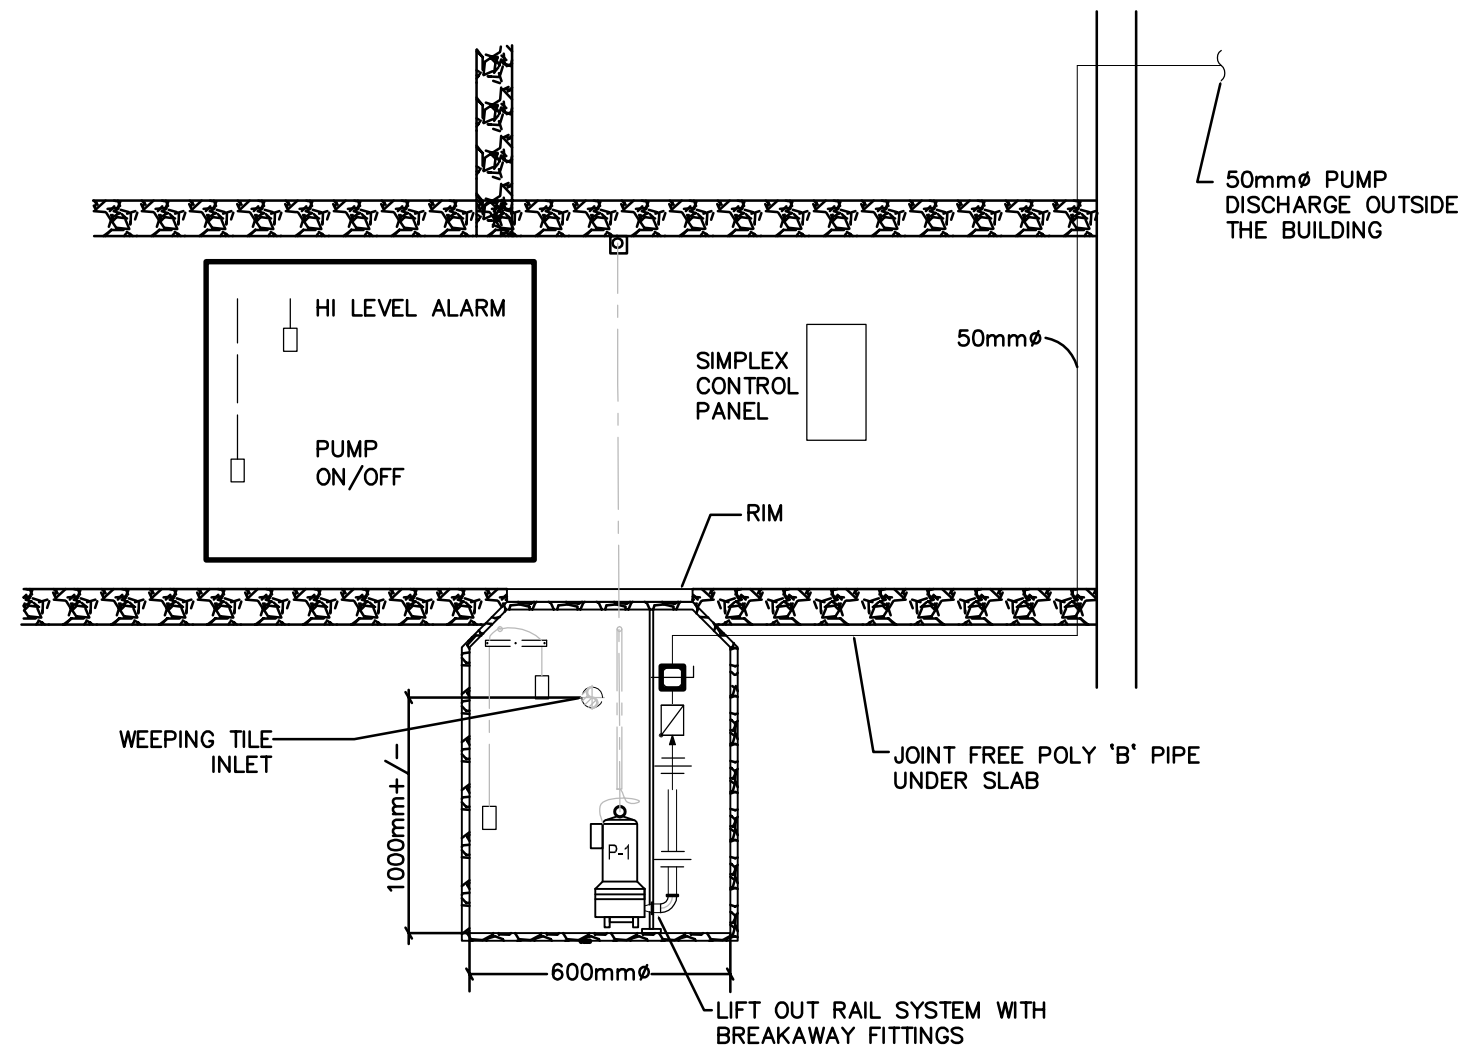 50mmø PUMP
DISCHARGE OUTSIDE
THE BUILDING
HI LEVEL ALARM
50mmø
SIMPLEX
CONTROL
PANEL
PUMP
ON/OFF
RIM
WEEPING TILE
INLET
JOINT FREE POLY 'B' PIPE
UNDER SLAB
1000mm+/-
P-1
600mmø
LIFT OUT RAIL SYSTEM WITH
BREAKAWAY FITTINGS